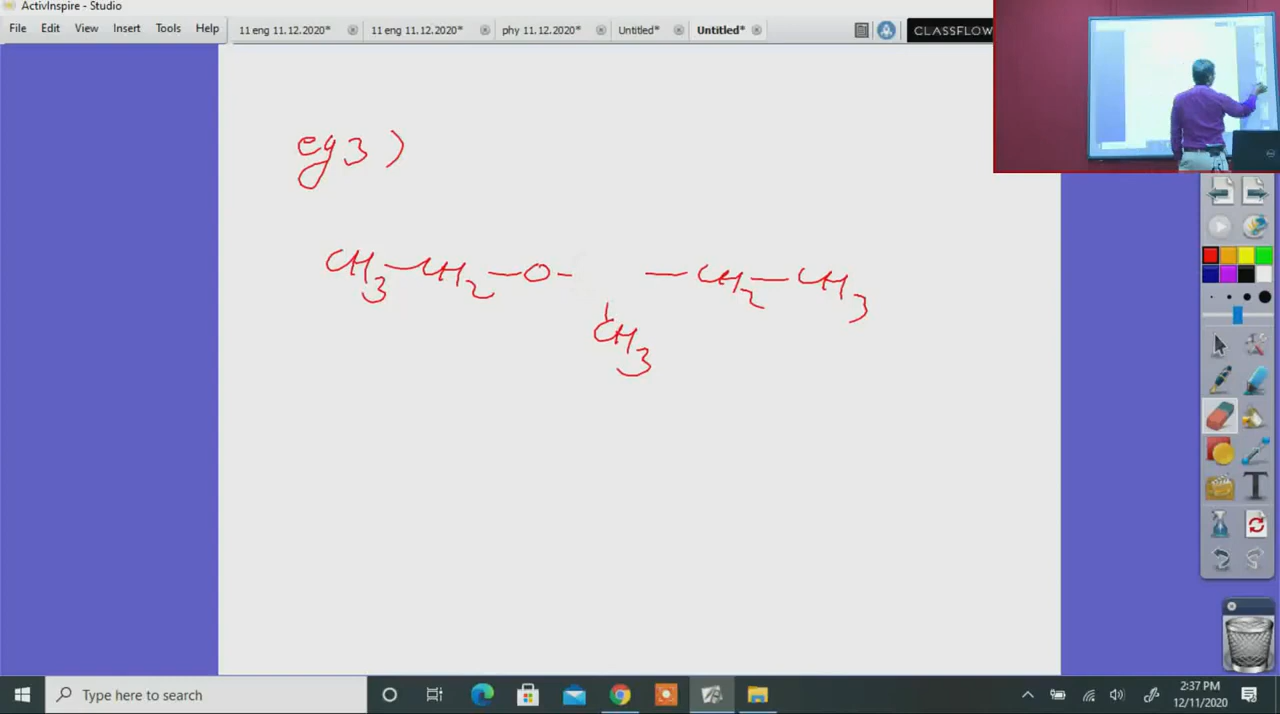 ActivInspire - Studio
File Edit View Insert Tools Help
11 eng 11.12.2020* 11 eng 11.12.2020* phy 11.12.2020* Untitled* Untitled* CLASSFLOW
eg 3 )
CH3-CH2-O- -CH2-CH3
CH3
Type here to search
2:37 PM
12/11/2020